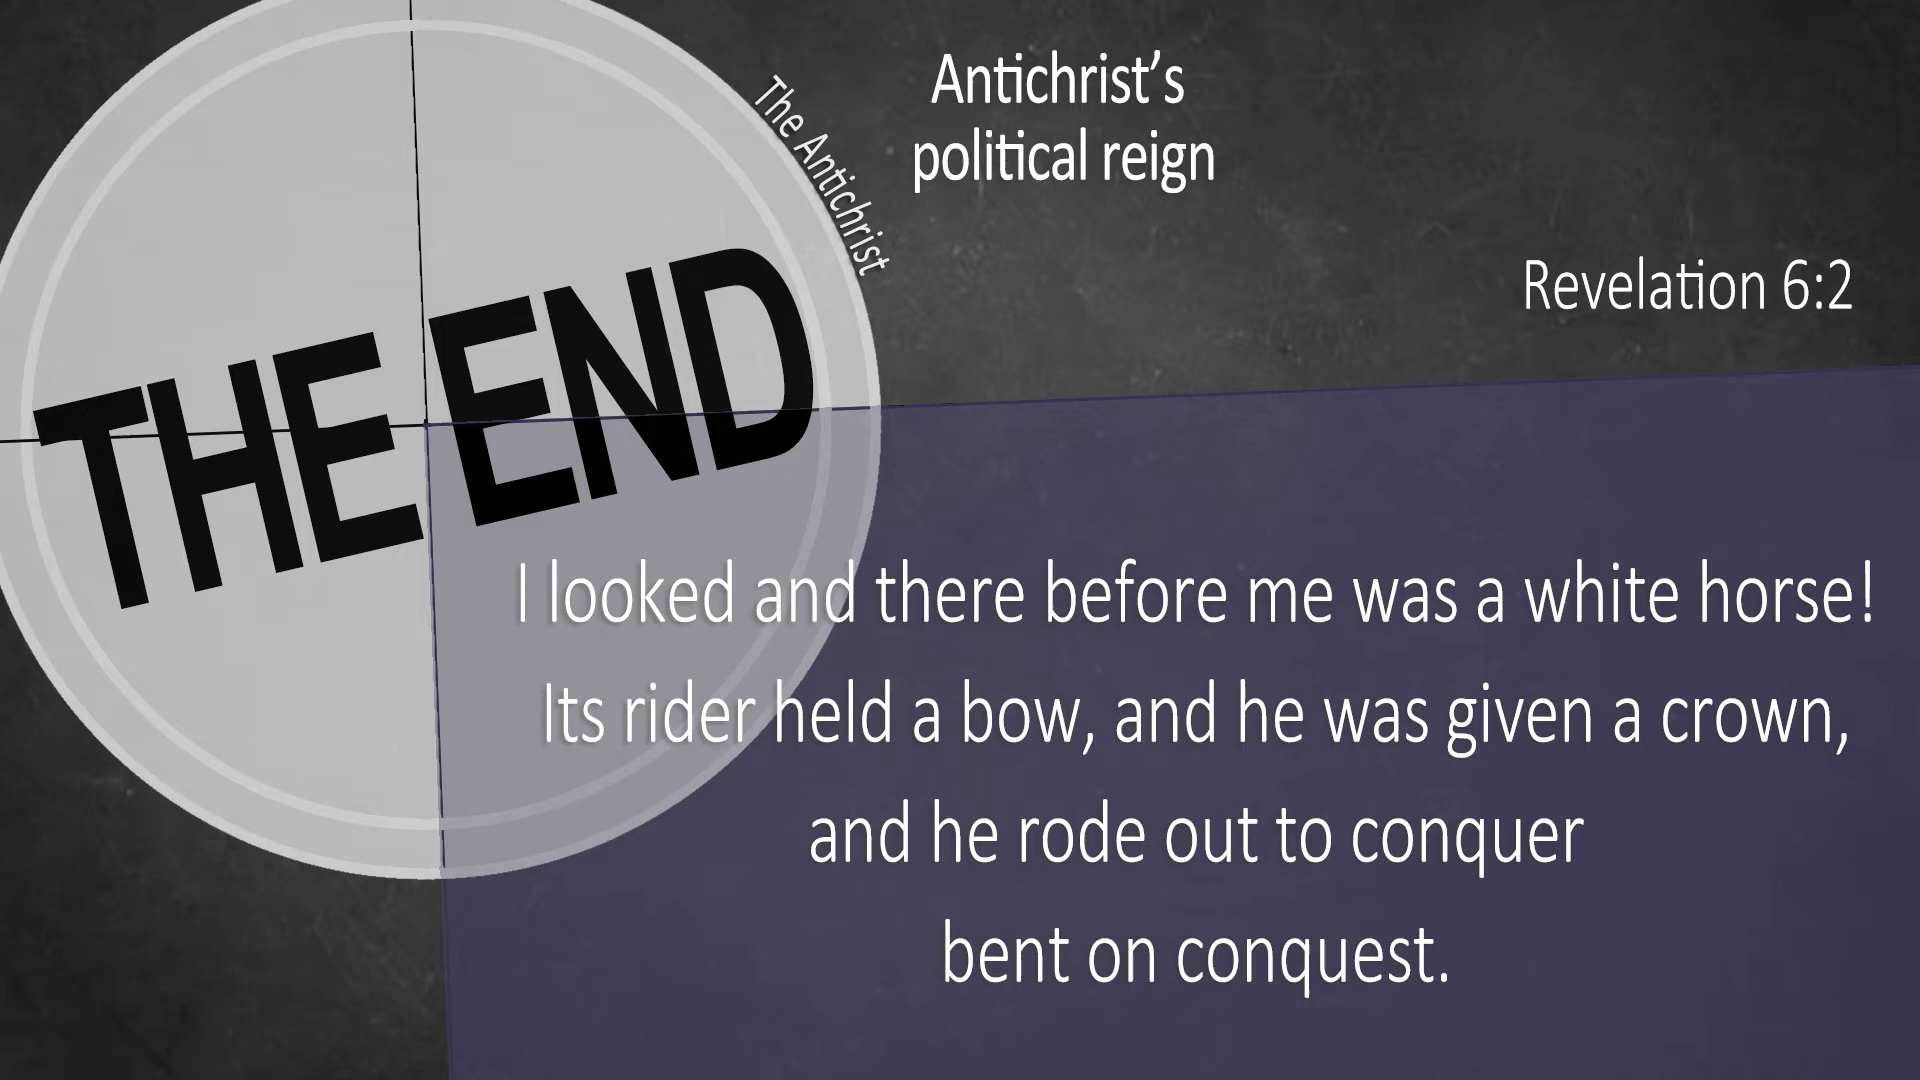 THE END
The Antichrist
Antichrist’s
political reign
Revelation 6:2
I looked and there before me was a white horse!
Its rider held a bow, and he was given a crown,
and he rode out to conquer
bent on conquest.